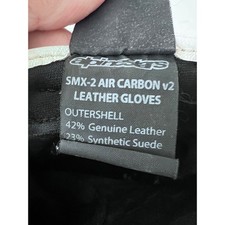 alpinestars
SMX-2 AIR CARBON v2
LEATHER GLOVES
OUTERSHELL
42% Genuine Leather
23% Synthetic Suede